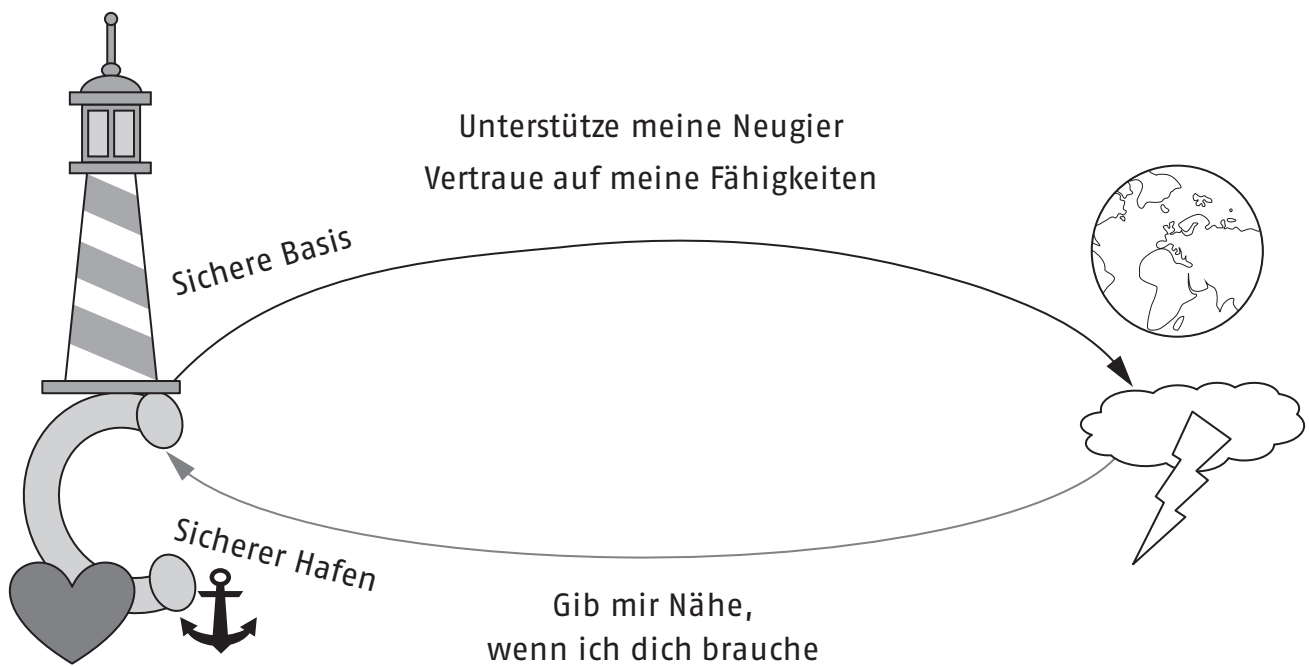 Unterstütze meine Neugier
Vertraue auf meine Fähigkeiten
Sichere Basis
Sicherer Hafen
Gib mir Nähe,
wenn ich dich brauche